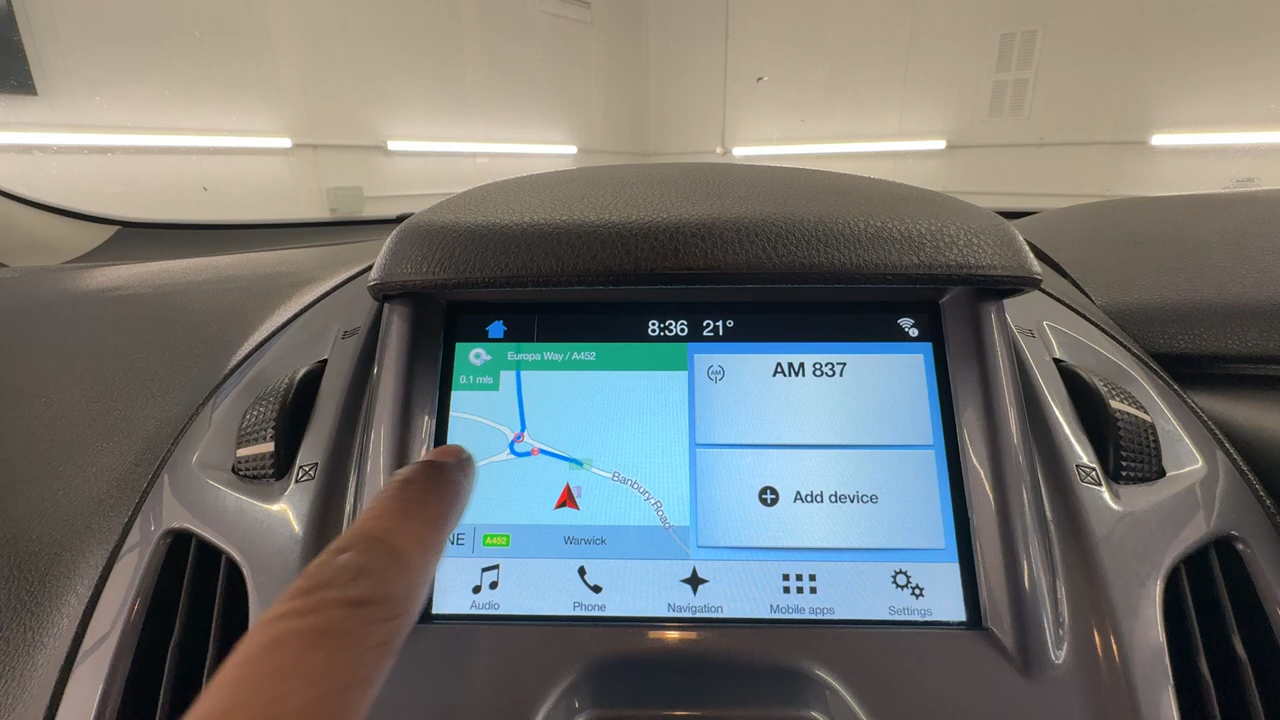 8:36 21°
Europa Way / A452
0.1 mls
AM 837
AM
Banbury Road
Add device
NE A452 Warwick
Audio Phone Navigation Mobile apps Settings